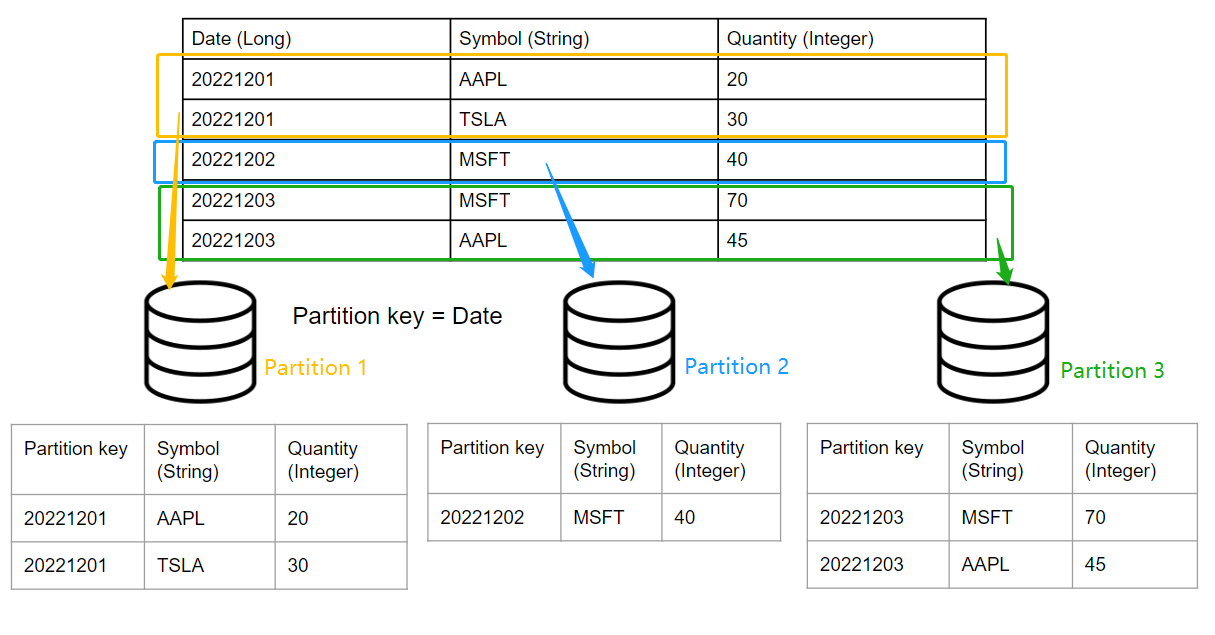 Date (Long) Symbol (String) Quantity (Integer)
20221201 AAPL 20
20221201 TSLA 30
20221202 MSFT 40
20221203 MSFT 70
20221203 AAPL 45
Partition key = Date
Partition 1
Partition 2
Partition 3
Partition key Symbol (String) Quantity (Integer)
20221201 AAPL 20
20221201 TSLA 30
Partition key Symbol (String) Quantity (Integer)
20221202 MSFT 40
Partition key Symbol (String) Quantity (Integer)
20221203 MSFT 70
20221203 AAPL 45